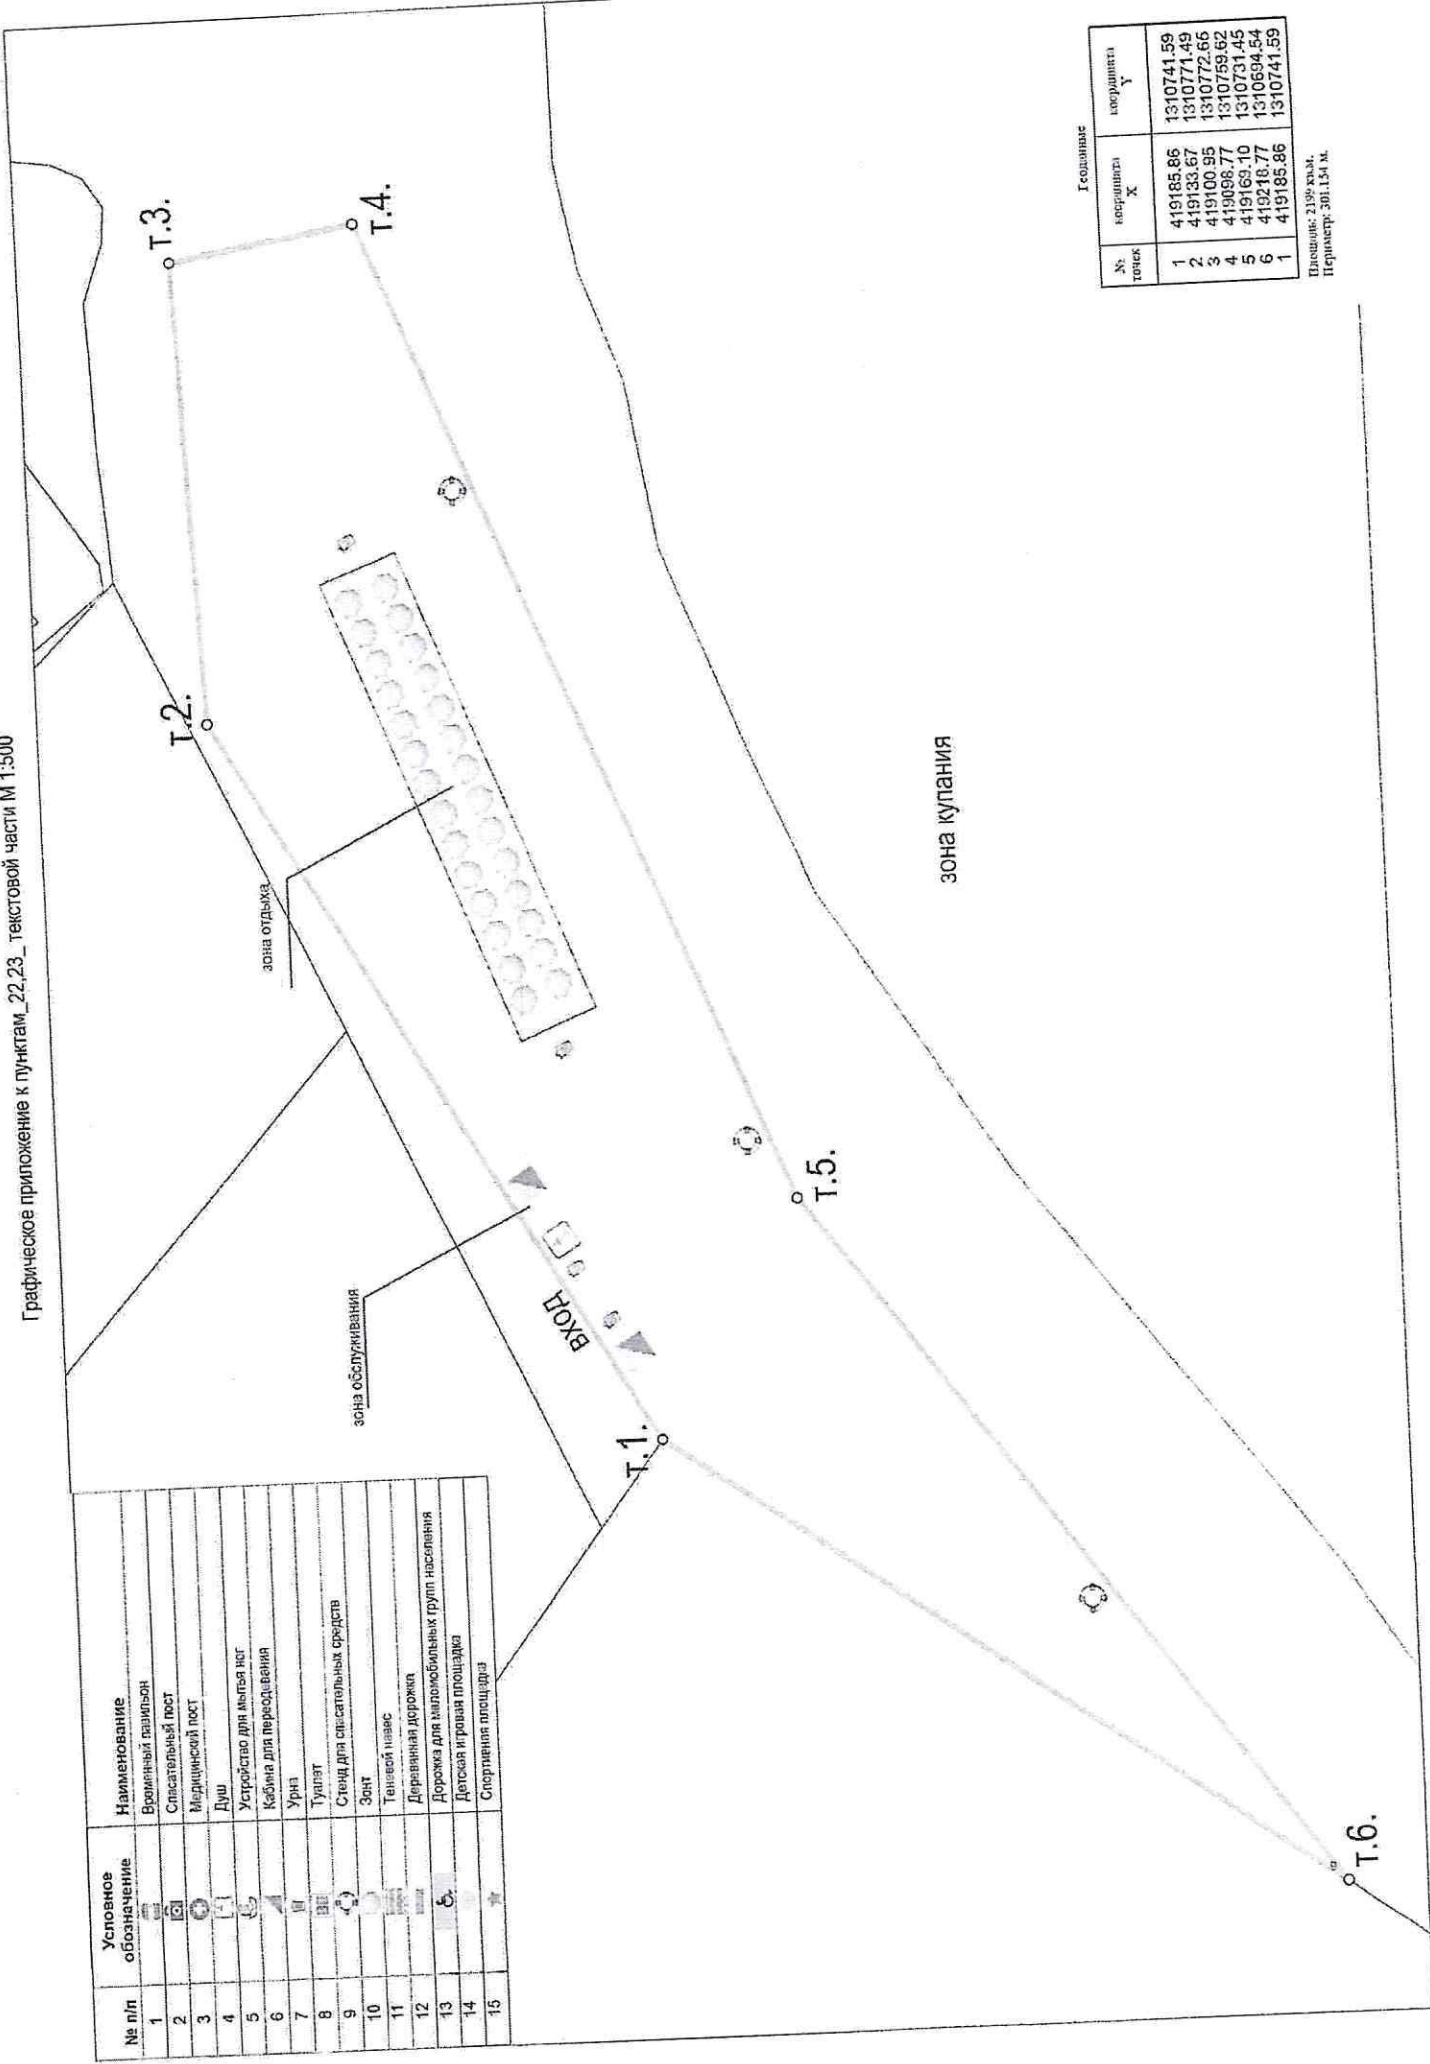 Графическое приложение к пунктам_22,23_ текстовой части М 1:500
№ п/п Условное обозначение Наименование
1 Временный павильон
2 Спасательный пост
3 Медицинский пост
4 Душ
5 Устройство для мытья ног
6 Кабина для переодевания
7 Урна
8 Туалет
9 Стенд для спасательных средств
10 Зонт
11 Теневой навес
12 Деревянная дорожка
13 Дорожка для маломобильных групп населения
14 Детская игровая площадка
15 Спортивная площадка
зона обслуживания
зона отдыха
ВХОД
т.1.
т.2.
т.3.
т.4.
т.5.
т.6.
зона купания
Геоданные
№ точек координата X координата Y
1 419185.86 1310741.59
2 419133.67 1310771.49
3 419100.95 1310772.66
4 419098.77 1310759.62
5 419169.10 1310731.45
6 419218.77 1310694.54
1 419185.86 1310741.59
Площадь: 2199 кв.м.
Периметр: 301.154 м.